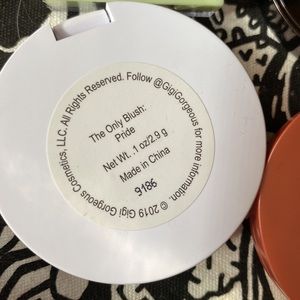 The Only Blush:
Pride
Net Wt. .1 oz/2.9 g
Made in China
9186
© 2019 Gigi Gorgeous Cosmetics, LLC. All Rights Reserved. Follow @GigiGorgeous for more information.